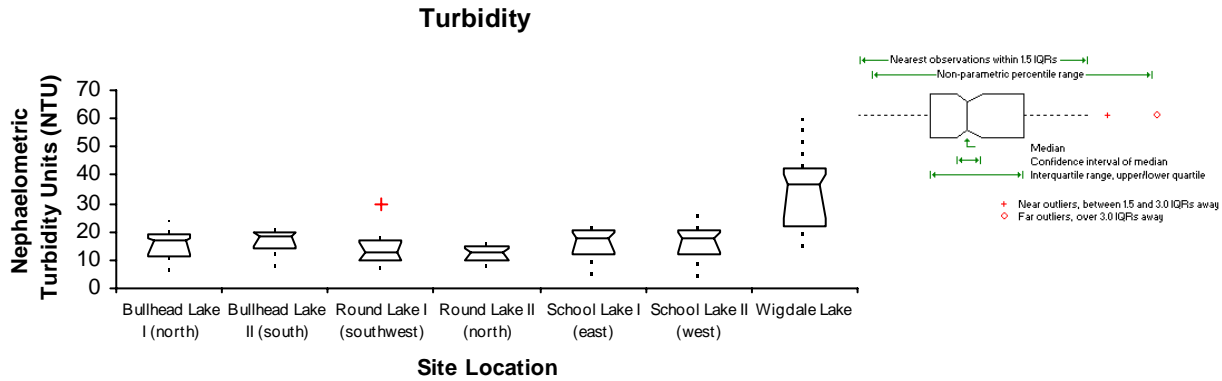 Turbidity
Nephaelometric
Turbidity Units (NTU)
70
60
50
40
30
20
10
0
Bullhead Lake
I (north)
Bullhead Lake
II (south)
Round Lake I
(southwest)
Round Lake II
(north)
School Lake I
(east)
School Lake II
(west)
Wigdale Lake
Site Location
Nearest observations within 1.5 IQRs
Non-parametric percentile range
Median
Confidence interval of median
Interquartile range, upper/lower quartile
Near outliers, between 1.5 and 3.0 IQRs away
Far outliers, over 3.0 IQRs away